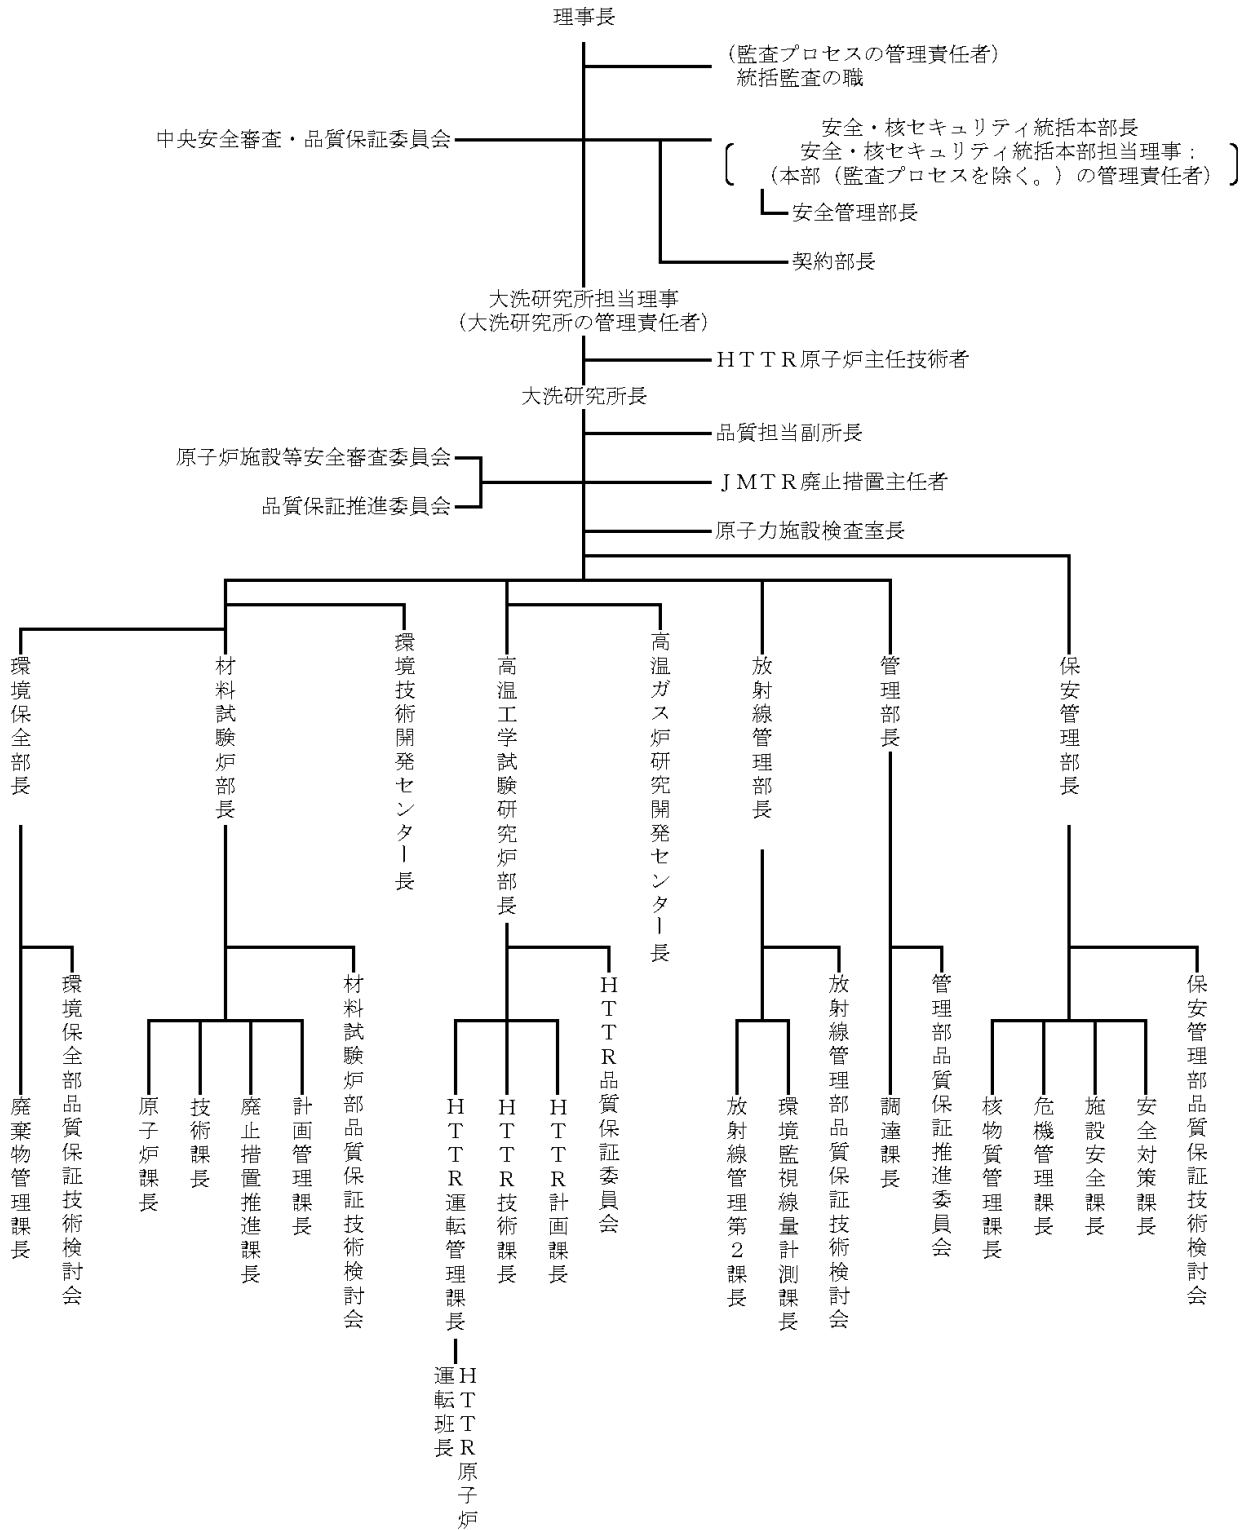 理事長
（監査プロセスの管理責任者）
統括監査の職
中央安全審査・品質保証委員会
安全・核セキュリティ統括本部長
安全・核セキュリティ統括本部担当理事：
（本部（監査プロセスを除く。）の管理責任者）
安全管理部長
契約部長
大洗研究所担当理事
（大洗研究所の管理責任者）
ＨＴＴＲ原子炉主任技術者
大洗研究所長
品質担当副所長
原子炉施設等安全審査委員会
ＪＭＴＲ廃止措置主任者
品質保証推進委員会
原子力施設検査室長
環境保全部長
材料試験炉部長
環境技術開発センター長
高温工学試験研究炉部長
高温ガス炉研究開発センター長
放射線管理部長
管理部長
保安管理部長
廃棄物管理課長
環境保全部品質保証技術検討会
原子炉課長
技術課長
廃止措置推進課長
計画管理課長
材料試験炉部品質保証技術検討会
ＨＴＴＲ運転管理課長
ＨＴＴＲ技術課長
ＨＴＴＲ計画課長
ＨＴＴＲ品質保証委員会
放射線管理第２課長
環境監視線量計測課長
放射線管理部品質保証技術検討会
調達課長
管理部品質保証推進委員会
核物質管理課長
危機管理課長
施設安全課長
安全対策課長
保安管理部品質保証技術検討会
ＨＴＴＲ原子炉
運転班長